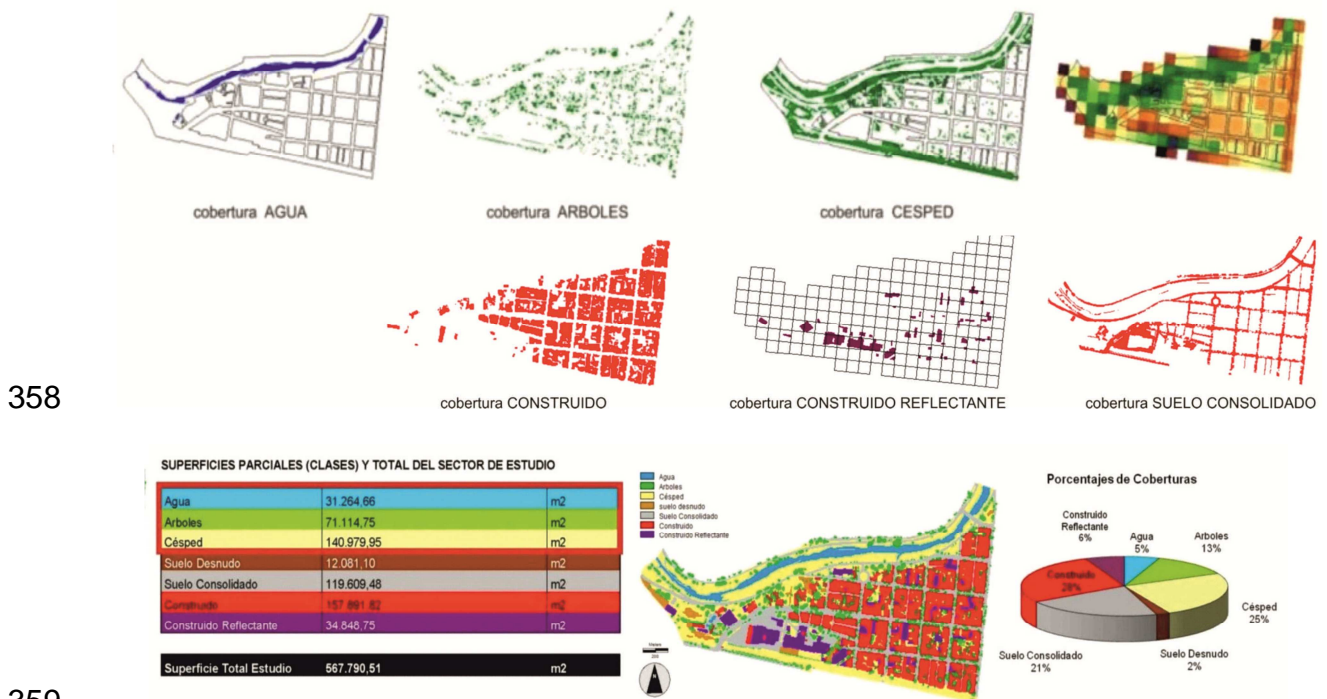 cobertura AGUA
cobertura ARBOLES
cobertura CESPED
358
cobertura CONSTRUIDO
cobertura CONSTRUIDO REFLECTANTE
cobertura SUELO CONSOLIDADO
SUPERFICIES PARCIALES (CLASES) Y TOTAL DEL SECTOR DE ESTUDIO
Agua 31.264,66 m2
Arboles 71.114,75 m2
Césped 140.979,95 m2
Suelo Desnudo 12.081,10 m2
Suelo Consolidado 119.609,48 m2
Construido 157.891,82 m2
Construido Reflectante 34.848,75 m2
Superficie Total Estudio 567.790,51 m2
Agua
Arboles
Césped
suelo desnudo
Suelo Consolidado
Construido
Construido Reflectante
Porcentajes de Coberturas
Construido
Reflectante
6%
Agua
5%
Arboles
13%
Construido
28%
Césped
25%
Suelo Consolidado
21%
Suelo Desnudo
2%
359